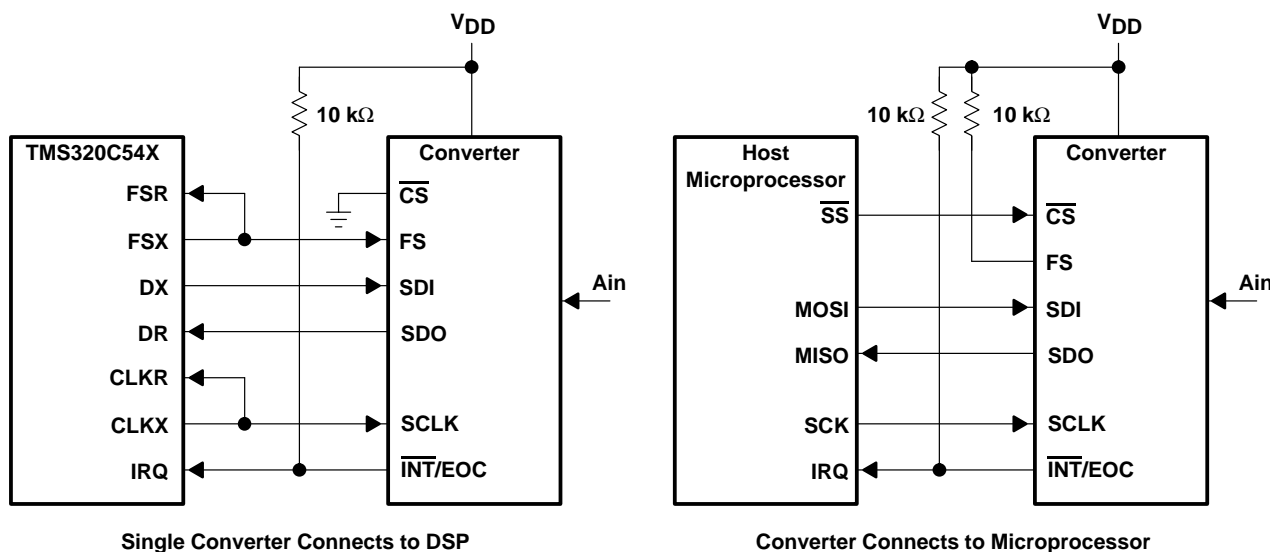 VDD
10 kΩ
TMS320C54X
Converter
FSR
CS
FSX
FS
DX
SDI
Ain
DR
SDO
CLKR
CLKX
SCLK
IRQ
INT/EOC
Single Converter Connects to DSP
VDD
10 kΩ
10 kΩ
Host
Microprocessor
Converter
SS
CS
FS
Ain
MOSI
SDI
MISO
SDO
SCK
SCLK
IRQ
INT/EOC
Converter Connects to Microprocessor